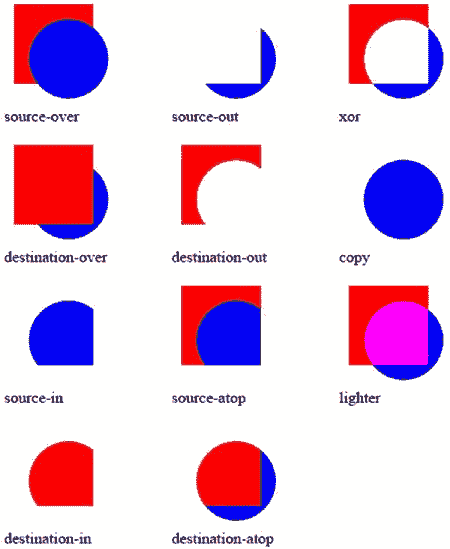 source-over
source-out
xor
destination-over
destination-out
copy
source-in
source-atop
lighter
destination-in
destination-atop